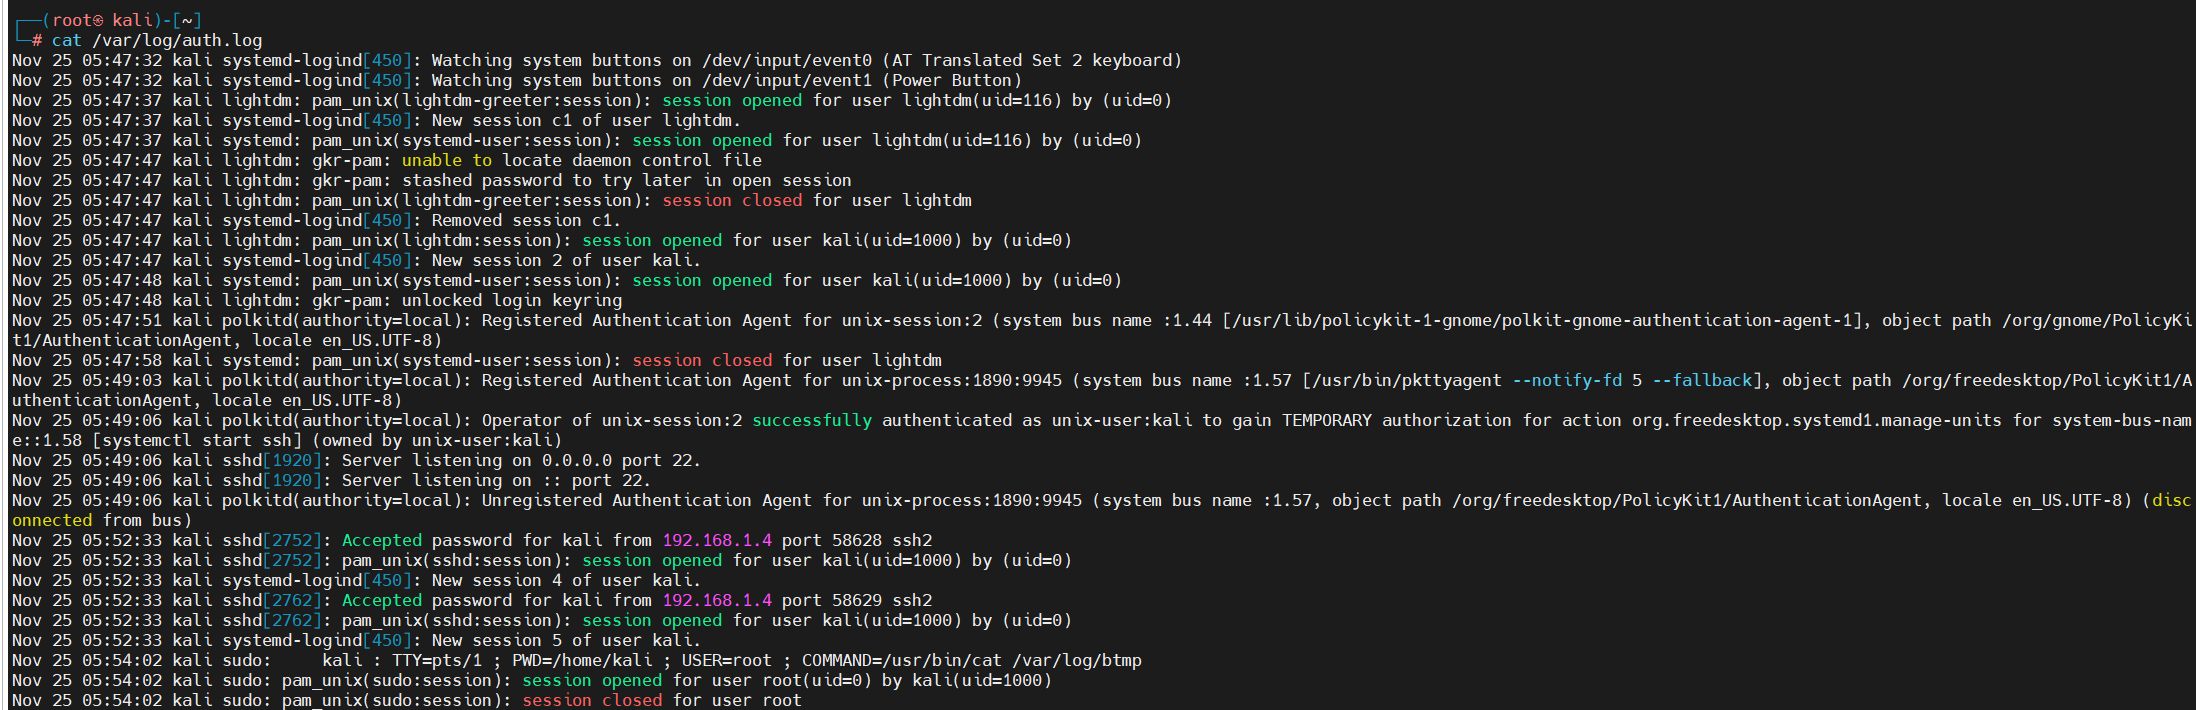 ┌──(root㉿ kali)-[~]
└─# cat /var/log/auth.log
Nov 25 05:47:32 kali systemd-logind[450]: Watching system buttons on /dev/input/event0 (AT Translated Set 2 keyboard)
Nov 25 05:47:32 kali systemd-logind[450]: Watching system buttons on /dev/input/event1 (Power Button)
Nov 25 05:47:37 kali lightdm: pam_unix(lightdm-greeter:session): session opened for user lightdm(uid=116) by (uid=0)
Nov 25 05:47:37 kali systemd-logind[450]: New session c1 of user lightdm.
Nov 25 05:47:37 kali systemd: pam_unix(systemd-user:session): session opened for user lightdm(uid=116) by (uid=0)
Nov 25 05:47:47 kali lightdm: gkr-pam: unable to locate daemon control file
Nov 25 05:47:47 kali lightdm: gkr-pam: stashed password to try later in open session
Nov 25 05:47:47 kali lightdm: pam_unix(lightdm-greeter:session): session closed for user lightdm
Nov 25 05:47:47 kali systemd-logind[450]: Removed session c1.
Nov 25 05:47:47 kali lightdm: pam_unix(lightdm:session): session opened for user kali(uid=1000) by (uid=0)
Nov 25 05:47:47 kali systemd-logind[450]: New session 2 of user kali.
Nov 25 05:47:48 kali systemd: pam_unix(systemd-user:session): session opened for user kali(uid=1000) by (uid=0)
Nov 25 05:47:48 kali lightdm: gkr-pam: unlocked login keyring
Nov 25 05:47:51 kali polkitd(authority=local): Registered Authentication Agent for unix-session:2 (system bus name :1.44 [/usr/lib/policykit-1-gnome/polkit-gnome-authentication-agent-1], object path /org/gnome/PolicyKi
t1/AuthenticationAgent, locale en_US.UTF-8)
Nov 25 05:47:58 kali systemd: pam_unix(systemd-user:session): session closed for user lightdm
Nov 25 05:49:03 kali polkitd(authority=local): Registered Authentication Agent for unix-process:1890:9945 (system bus name :1.57 [/usr/bin/pkttyagent --notify-fd 5 --fallback], object path /org/freedesktop/PolicyKit1/A
uthenticationAgent, locale en_US.UTF-8)
Nov 25 05:49:06 kali polkitd(authority=local): Operator of unix-session:2 successfully authenticated as unix-user:kali to gain TEMPORARY authorization for action org.freedesktop.systemd1.manage-units for system-bus-nam
e::1.58 [systemctl start ssh] (owned by unix-user:kali)
Nov 25 05:49:06 kali sshd[1920]: Server listening on 0.0.0.0 port 22.
Nov 25 05:49:06 kali sshd[1920]: Server listening on :: port 22.
Nov 25 05:49:06 kali polkitd(authority=local): Unregistered Authentication Agent for unix-process:1890:9945 (system bus name :1.57, object path /org/freedesktop/PolicyKit1/AuthenticationAgent, locale en_US.UTF-8) (disc
onnected from bus)
Nov 25 05:52:33 kali sshd[2752]: Accepted password for kali from 192.168.1.4 port 58628 ssh2
Nov 25 05:52:33 kali sshd[2752]: pam_unix(sshd:session): session opened for user kali(uid=1000) by (uid=0)
Nov 25 05:52:33 kali systemd-logind[450]: New session 4 of user kali.
Nov 25 05:52:33 kali sshd[2762]: Accepted password for kali from 192.168.1.4 port 58629 ssh2
Nov 25 05:52:33 kali sshd[2762]: pam_unix(sshd:session): session opened for user kali(uid=1000) by (uid=0)
Nov 25 05:52:33 kali systemd-logind[450]: New session 5 of user kali.
Nov 25 05:54:02 kali sudo:     kali : TTY=pts/1 ; PWD=/home/kali ; USER=root ; COMMAND=/usr/bin/cat /var/log/btmp
Nov 25 05:54:02 kali sudo: pam_unix(sudo:session): session opened for user root(uid=0) by kali(uid=1000)
Nov 25 05:54:02 kali sudo: pam_unix(sudo:session): session closed for user root